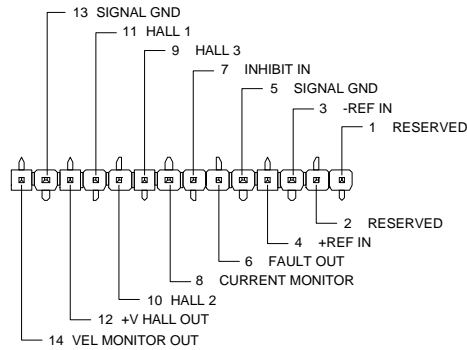 13 SIGNAL GND
11 HALL 1
9 HALL 3
7 INHIBIT IN
5 SIGNAL GND
3 -REF IN
1 RESERVED
2 RESERVED
4 +REF IN
6 FAULT OUT
8 CURRENT MONITOR
10 HALL 2
12 +V HALL OUT
14 VEL MONITOR OUT